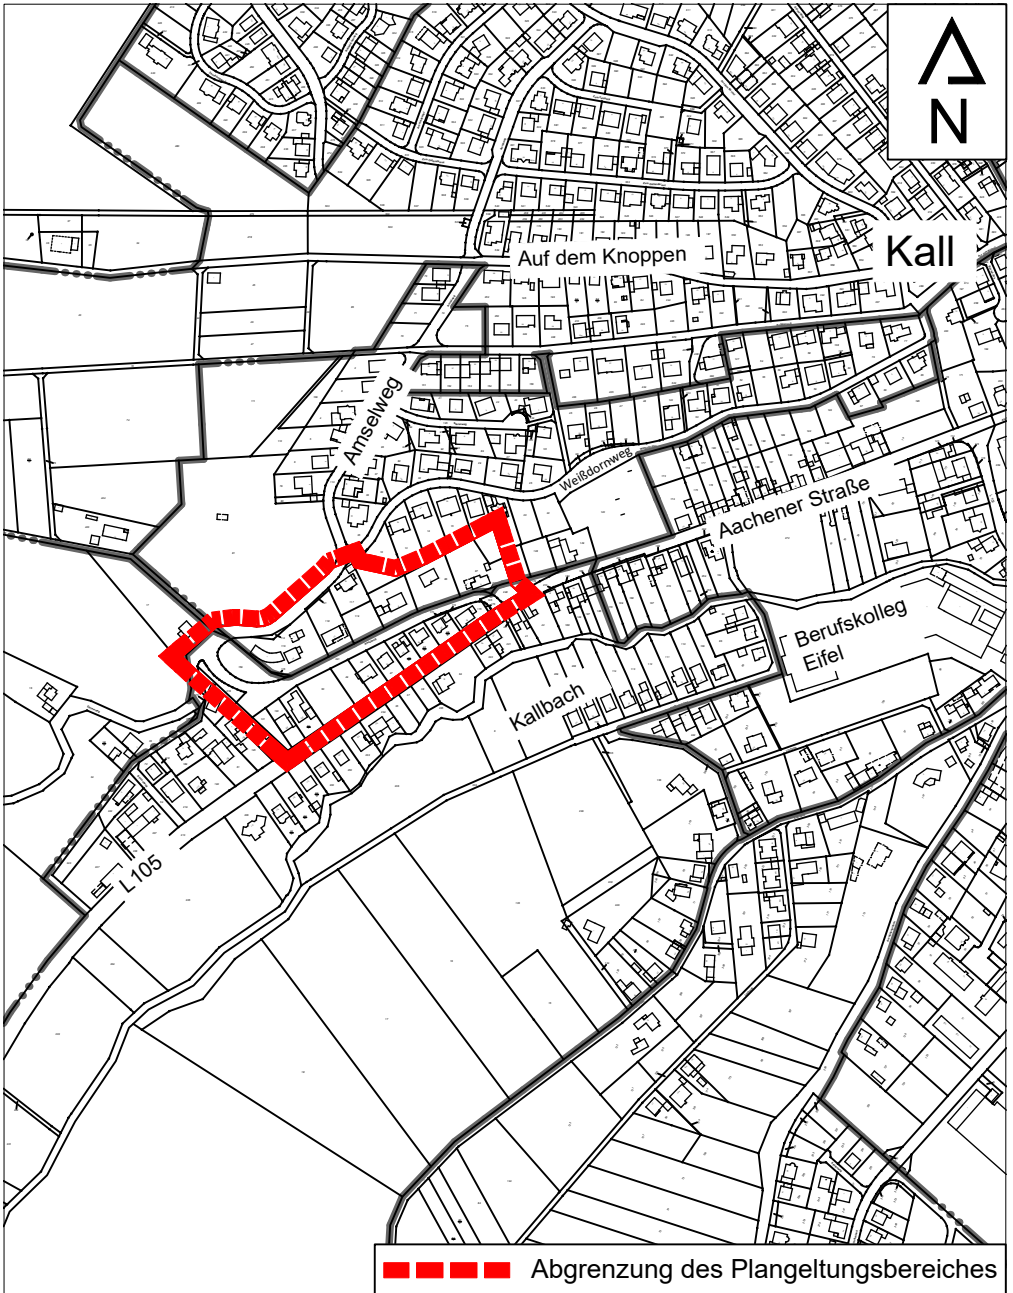 N
Kall
Auf dem Knoppen
Amselweg
Weißdornweg
Aachener Straße
Berufskolleg
Eifel
Kallbach
L105
Abgrenzung des Plangeltungsbereiches